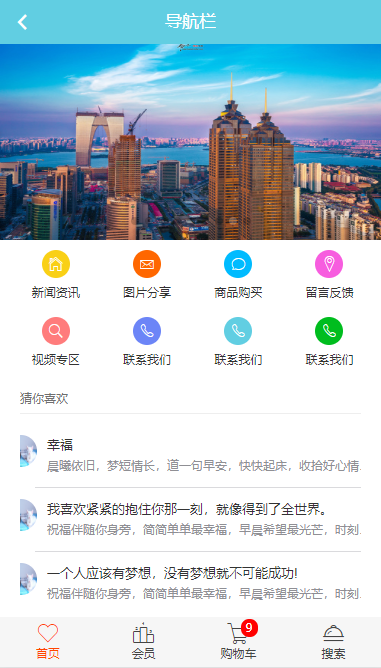 导航栏
新闻资讯 图片分享 商品购买 留言反馈
视频专区 联系我们 联系我们 联系我们
猜你喜欢
幸福
晨曦依旧，梦短情长，道一句早安，快快起床，收拾好心情
我喜欢紧紧的抱住你那一刻，就像得到了全世界。
祝福伴随你身旁，简简单单最幸福，早晨希望最光芒，时刻
一个人应该有梦想，没有梦想就不可能成功!
祝福伴随你身旁，简简单单最幸福，早晨希望最光芒，时刻
9
首页 会员 购物车 搜索